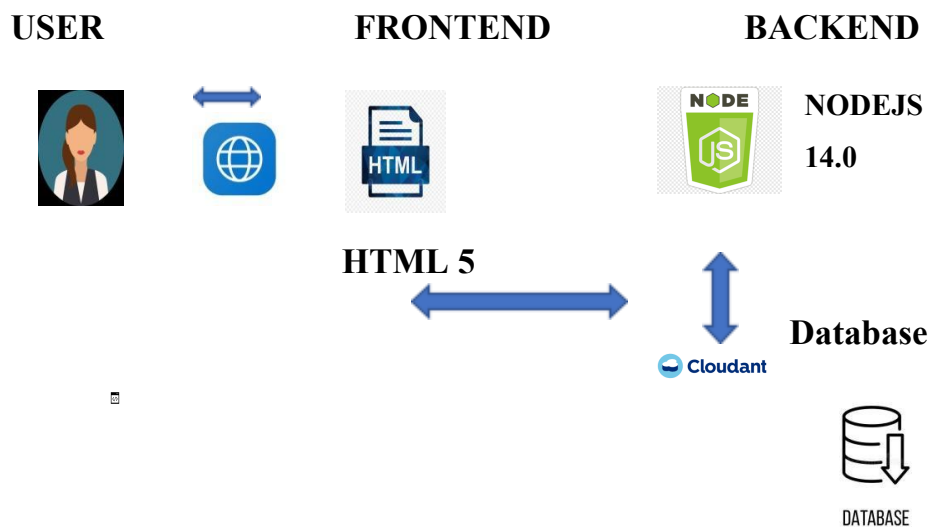 USER FRONTEND BACKEND
NODE
JS
NODEJS
14.0
HTML
HTML 5
Database
Cloudant
DATABASE